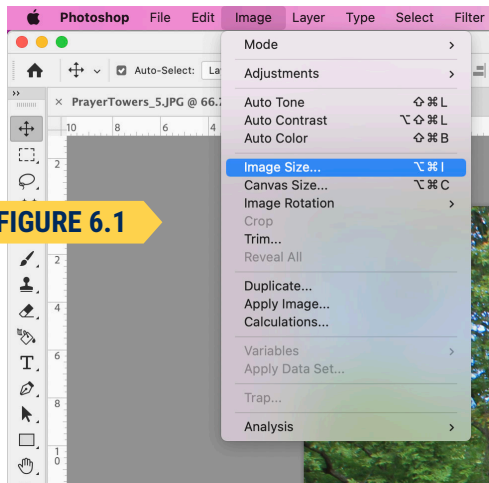 Photoshop File Edit Image Layer Type Select Filter
Auto-Select: La
× PrayerTowers_5.JPG @ 66.7
10 8 6 4
2
2
4
6
8
1
0
T
FIGURE 6.1
Mode >
Adjustments >
Auto Tone ⇧⌘L
Auto Contrast ⌥⇧⌘L
Auto Color ⇧⌘B
Image Size... ⌥⌘I
Canvas Size... ⌥⌘C
Image Rotation >
Crop
Trim...
Reveal All
Duplicate...
Apply Image...
Calculations...
Variables >
Apply Data Set...
Trap...
Analysis >